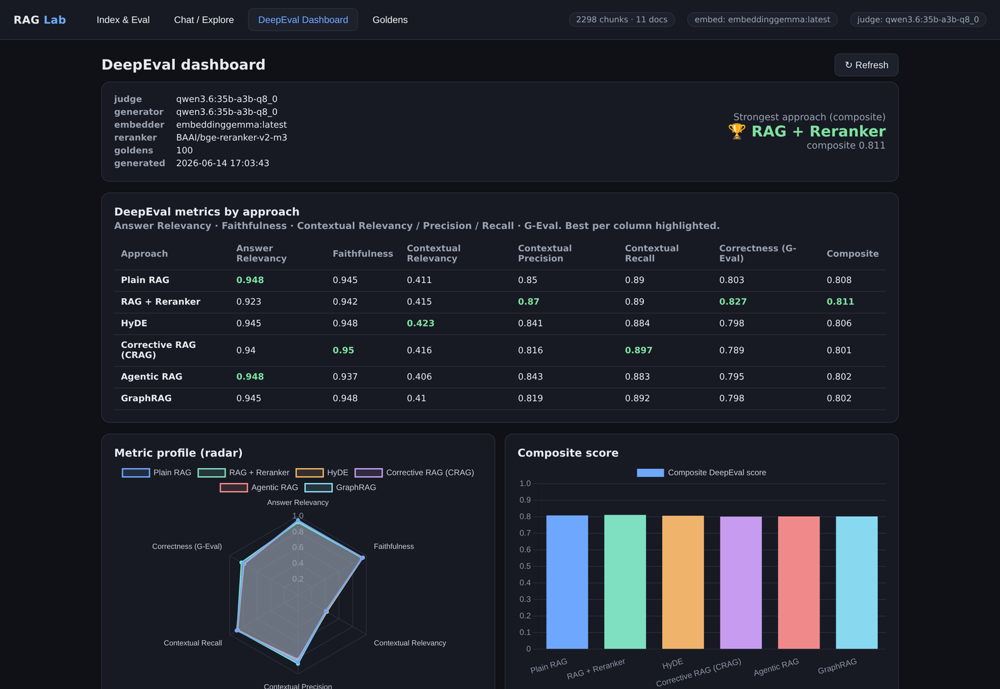 RAG Lab Index & Eval Chat / Explore DeepEval Dashboard Goldens 2298 chunks · 11 docs embed: embeddinggemma:latest judge: qwen3.6:35b-a3b-q8_0
DeepEval dashboard ↻ Refresh
judge qwen3.6:35b-a3b-q8_0
generator qwen3.6:35b-a3b-q8_0
embedder embeddinggemma:latest
reranker BAAI/bge-reranker-v2-m3
goldens 100
generated 2026-06-14 17:03:43
Strongest approach (composite)
🏆 RAG + Reranker
composite 0.811
DeepEval metrics by approach
Answer Relevancy · Faithfulness · Contextual Relevancy / Precision / Recall · G-Eval. Best per column highlighted.
Approach Answer Relevancy Faithfulness Contextual Relevancy Contextual Precision Contextual Recall Correctness (G-Eval) Composite
Plain RAG 0.948 0.945 0.411 0.85 0.89 0.803 0.808
RAG + Reranker 0.923 0.942 0.415 0.87 0.89 0.827 0.811
HyDE 0.945 0.948 0.423 0.841 0.884 0.798 0.806
Corrective RAG (CRAG) 0.94 0.95 0.416 0.816 0.897 0.789 0.801
Agentic RAG 0.948 0.937 0.406 0.843 0.883 0.795 0.802
GraphRAG 0.945 0.948 0.41 0.819 0.892 0.798 0.802
Metric profile (radar)
Plain RAG RAG + Reranker HyDE Corrective RAG (CRAG)
Agentic RAG GraphRAG
Answer Relevancy
1.0
0.8
0.6
0.4
0.2
Correctness (G-Eval) Faithfulness
Contextual Recall Contextual Relevancy
Contextual Precision
Composite score
Composite DeepEval score
1.0
0.9
0.8
0.7
0.6
0.5
0.4
0.3
0.2
0.1
0
Plain RAG RAG + Reranker HyDE Corrective RAG (CRAG) Agentic RAG GraphRAG